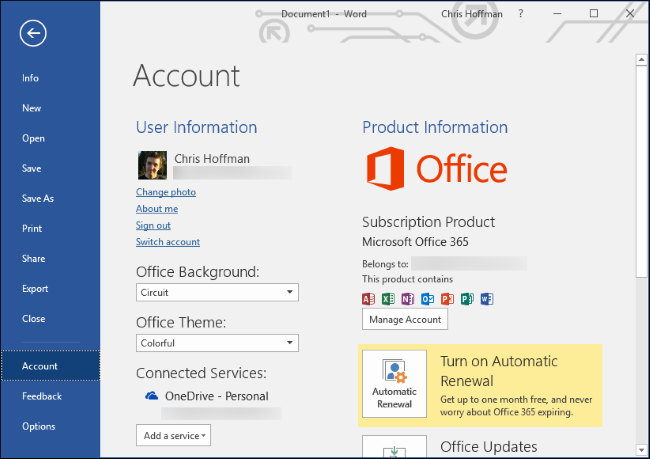 Document1 - Word
Chris Hoffman
?
Info
New
Open
Save
Save As
Print
Share
Export
Close
Account
Feedback
Options
Account
User Information
Chris Hoffman
Change photo
About me
Sign out
Switch account
Office Background:
Circuit
Office Theme:
Colorful
Connected Services:
OneDrive - Personal
Add a service
Product Information
Office
Subscription Product
Microsoft Office 365
Belongs to:
This product contains
A X N O P P P W
Manage Account
Automatic
Renewal
Turn on Automatic
Renewal
Get up to one month free, and never
worry about Office 365 expiring.
Office Updates